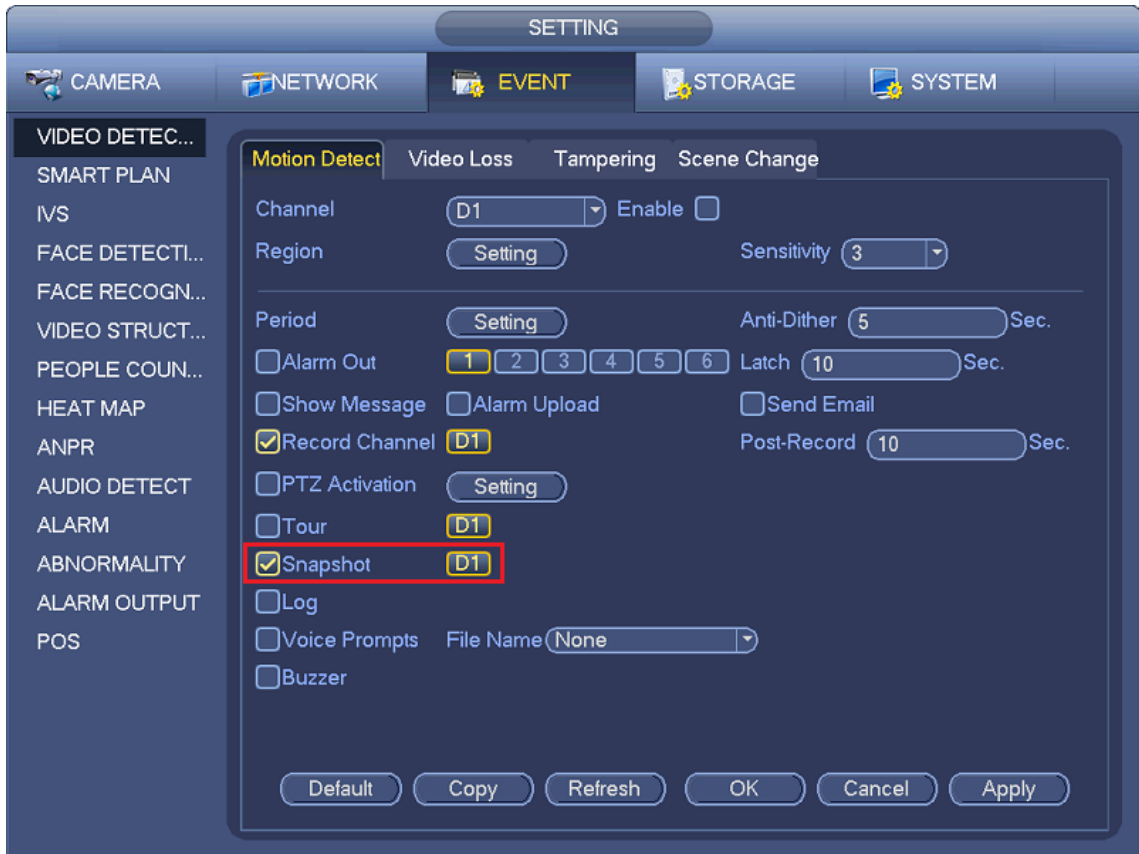 SETTING
CAMERA NETWORK EVENT STORAGE SYSTEM
VIDEO DETEC...
SMART PLAN
IVS
FACE DETECTI...
FACE RECOGN...
VIDEO STRUCT...
PEOPLE COUN...
HEAT MAP
ANPR
AUDIO DETECT
ALARM
ABNORMALITY
ALARM OUTPUT
POS
Motion Detect Video Loss Tampering Scene Change
Channel D1 Enable
Region Setting Sensitivity 3
Period Setting Anti-Dither 5 Sec.
Alarm Out 1 2 3 4 5 6 Latch 10 Sec.
Show Message Alarm Upload Send Email
Record Channel D1 Post-Record 10 Sec.
PTZ Activation Setting
Tour D1
Snapshot D1
Log
Voice Prompts File Name None
Buzzer
Default Copy Refresh OK Cancel Apply